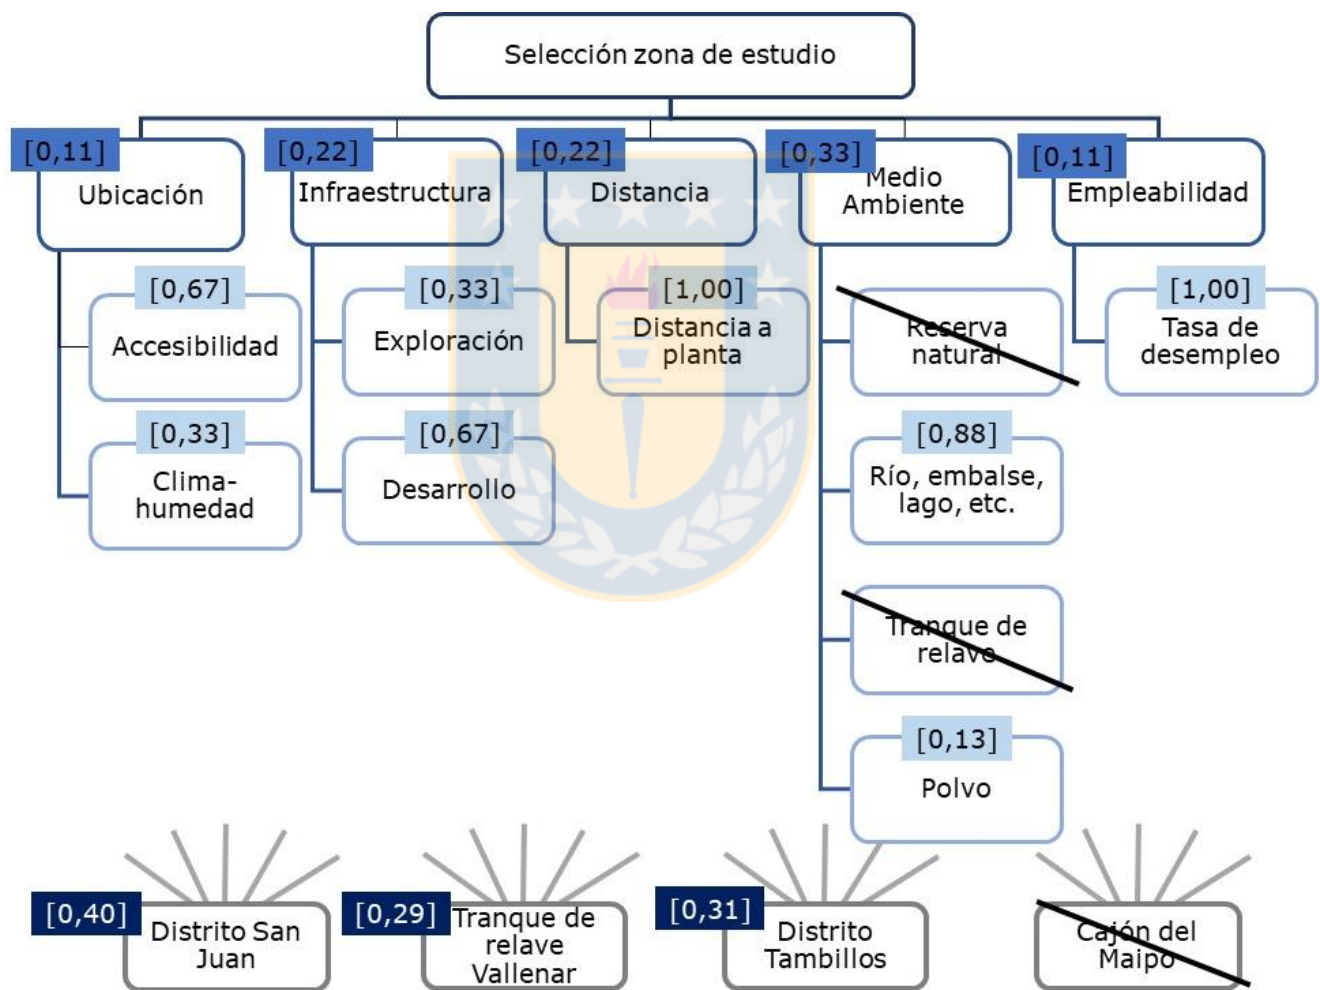 Selección zona de estudio
[0,11]
Ubicación
[0,22]
Infraestructura
[0,22]
Distancia
[0,33]
Medio
Ambiente
[0,11]
Empleabilidad
[0,67]
Accesibilidad
[0,33]
Exploración
[1,00]
Distancia a
planta
Reserva
natural
[1,00]
Tasa de
desempleo
[0,33]
Clima-
humedad
[0,67]
Desarrollo
[0,88]
Río, embalse,
lago, etc.
Tranque de
relave
[0,13]
Polvo
[0,40]
Distrito San
Juan
[0,29]
Tranque de
relave
Vallenar
[0,31]
Distrito
Tambillos
Cajón del
Maipo